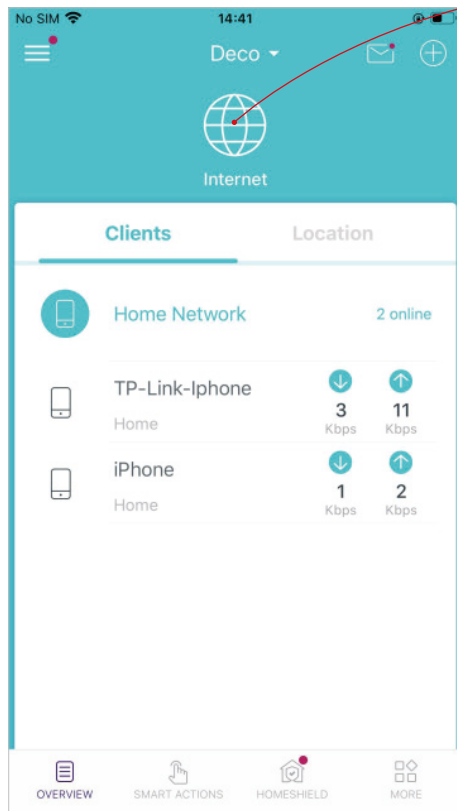 No SIM 14:41
Deco
Internet
Clients Location
Home Network 2 online
TP-Link-Iphone
3 11
Home Kbps Kbps
iPhone
1 2
Home Kbps Kbps
OVERVIEW SMART ACTIONS HOMESHIELD MORE